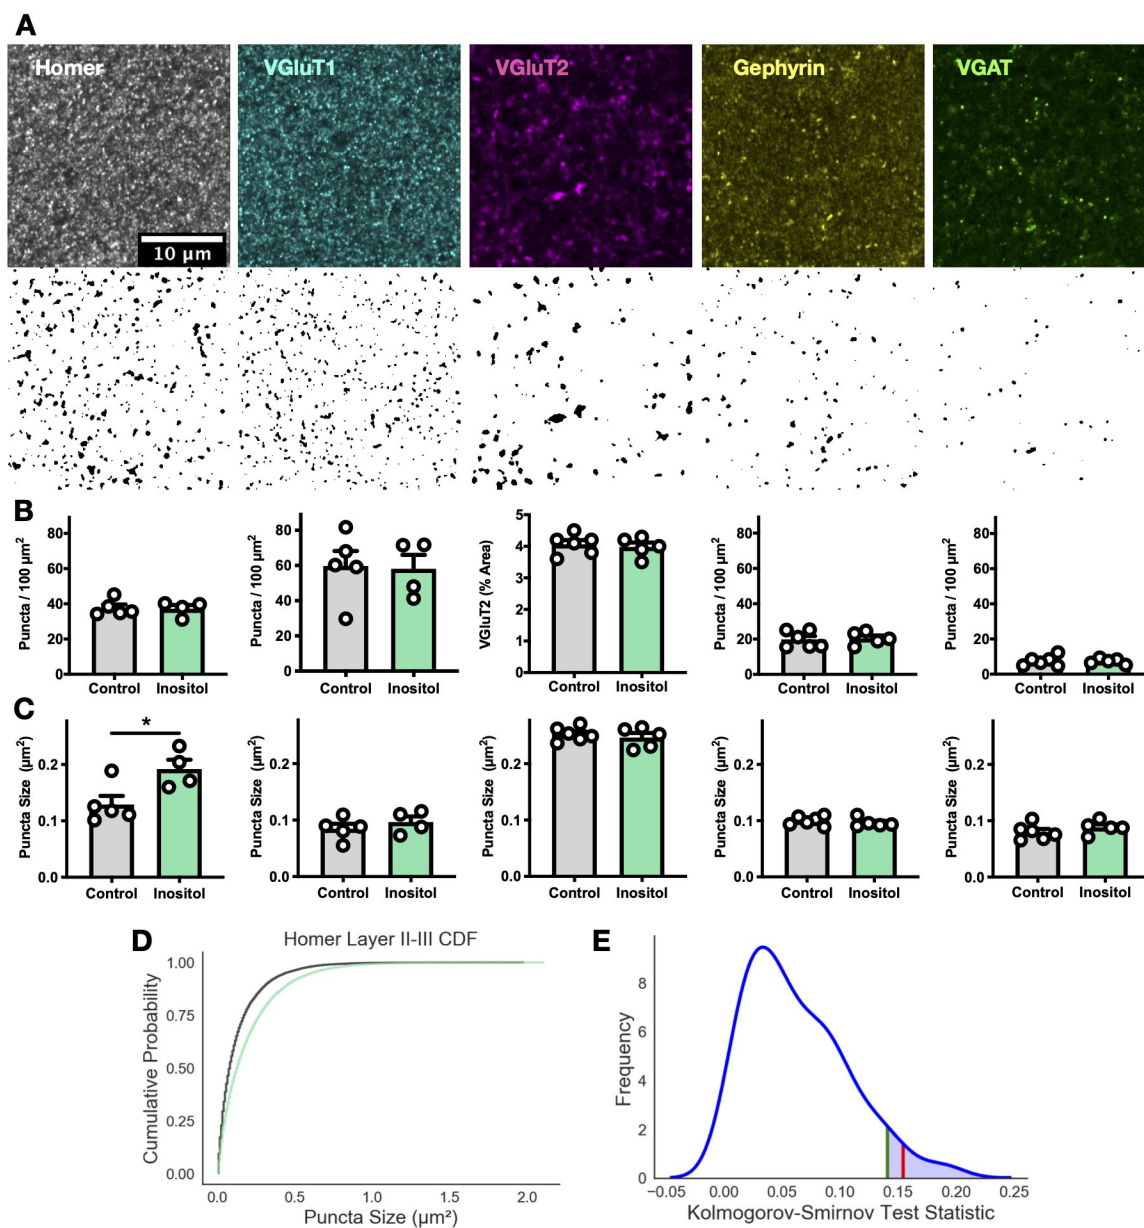 A
Homer
VGluT1
VGluT2
Gephyrin
VGAT
10 µm
B
Puncta / 100 µm²
80
60
40
20
0
Control
Inositol
Puncta / 100 µm²
80
60
40
20
0
Control
Inositol
VGluT2 (% Area)
5
4
3
2
1
0
Control
Inositol
Puncta / 100 µm²
80
60
40
20
0
Control
Inositol
Puncta / 100 µm²
80
60
40
20
0
Control
Inositol
C
Puncta Size (µm²)
0.2
0.1
0.0
*
Control
Inositol
Puncta Size (µm²)
0.2
0.1
0.0
Control
Inositol
Puncta Size (µm²)
0.2
0.1
0.0
Control
Inositol
Puncta Size (µm²)
0.2
0.1
0.0
Control
Inositol
Puncta Size (µm²)
0.2
0.1
0.0
Control
Inositol
D
Homer Layer II-III CDF
Cumulative Probability
1.00
0.75
0.50
0.25
0.00
0.0
0.5
1.0
1.5
2.0
Puncta Size (µm²)
E
Frequency
8
6
4
2
0
−0.05
0.00
0.05
0.10
0.15
0.20
0.25
Kolmogorov-Smirnov Test Statistic